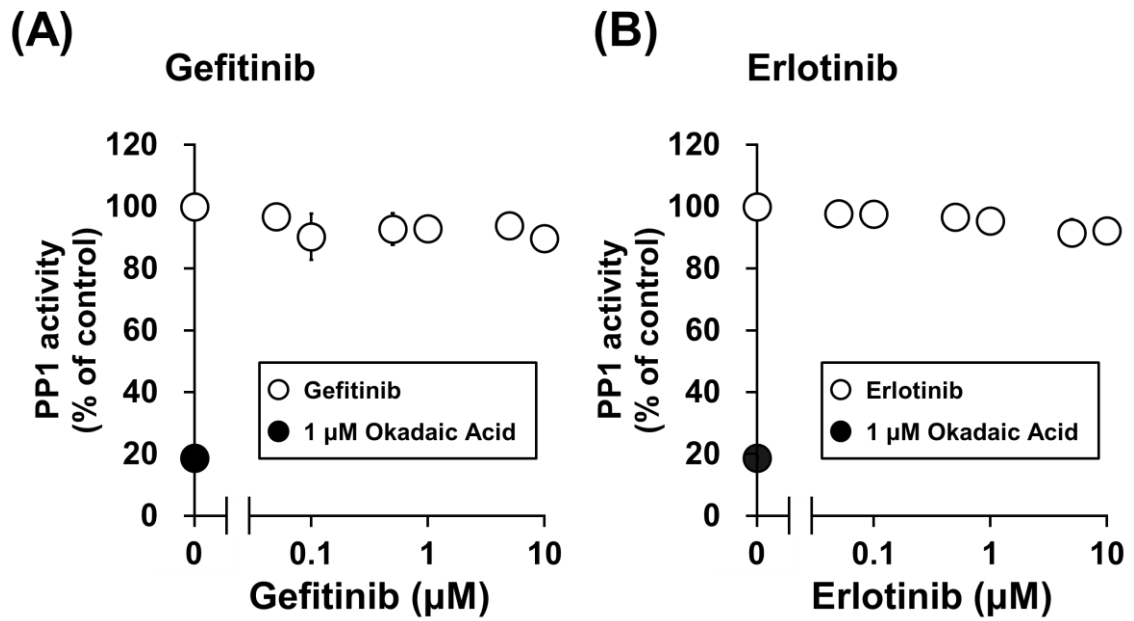 (A)
Gefitinib
120
100
80
60
40
20
0
PP1 activity
(% of control)
Gefitinib
1 µM Okadaic Acid
0 0.1 1 10
Gefitinib (µM)
(B)
Erlotinib
120
100
80
60
40
20
0
PP1 activity
(% of control)
Erlotinib
1 µM Okadaic Acid
0 0.1 1 10
Erlotinib (µM)